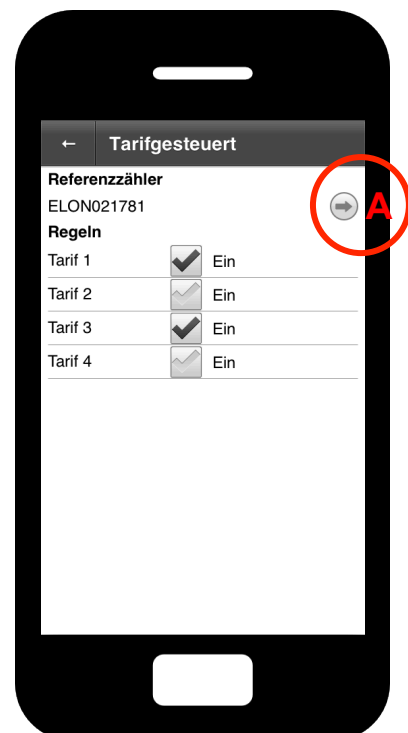 ← Tarifgesteuert
Referenzzähler
ELON021781
A
Regeln
Tarif 1 Ein
Tarif 2 Ein
Tarif 3 Ein
Tarif 4 Ein